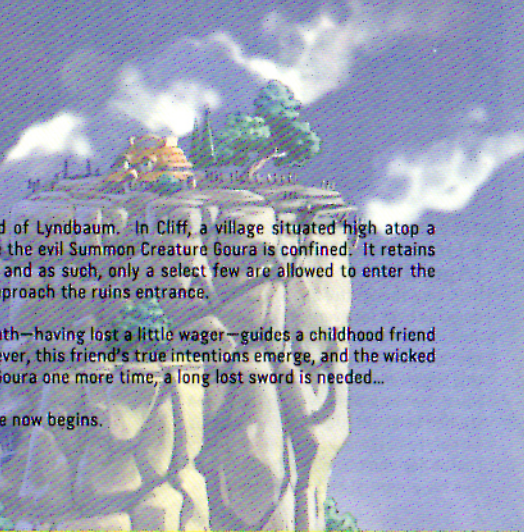 d of Lyndbaum. In Cliff, a village situated high atop a
the evil Summon Creature Goura is confined. It retains
and as such, only a select few are allowed to enter the
proach the ruins entrance.
th—having lost a little wager—guides a childhood friend
ever, this friend's true intentions emerge, and the wicked
Goura one more time, a long lost sword is needed...
e now begins.